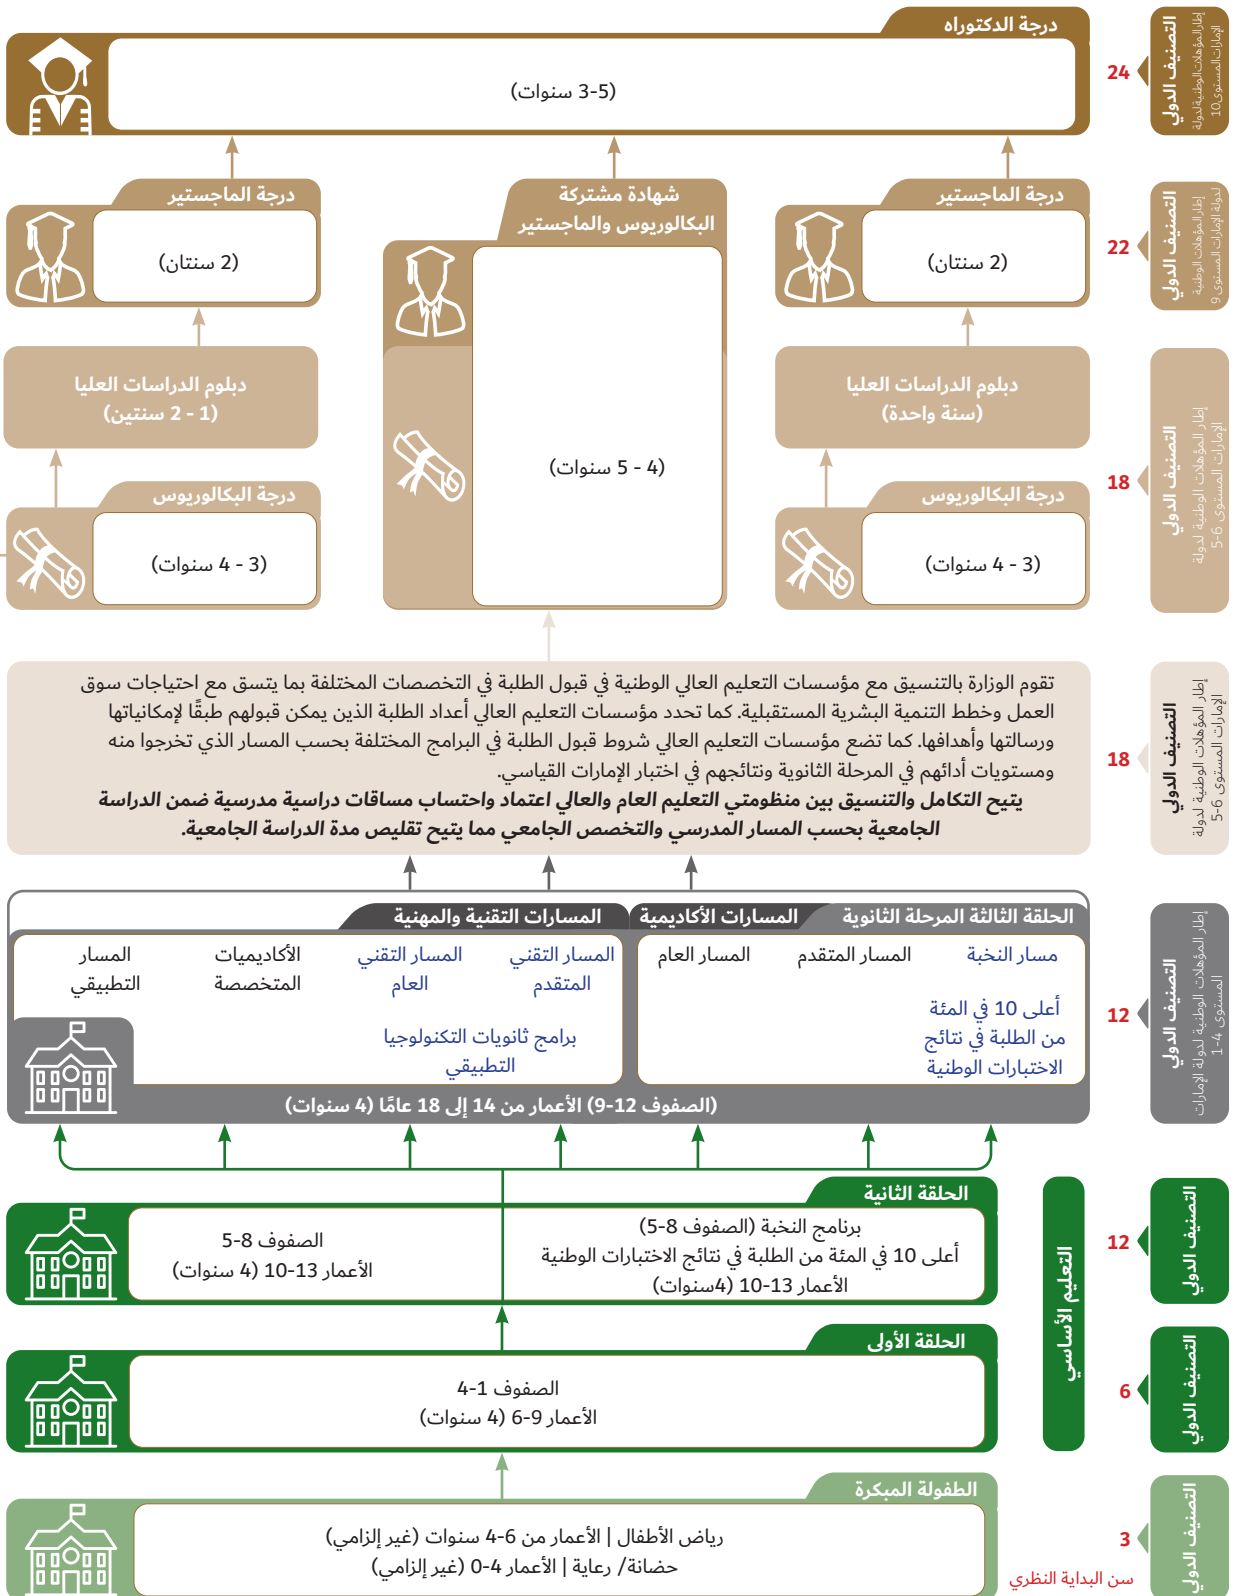 درجة الدكتوراه
(3-5 سنوات)
24
التصنيف الدولي
إطار المؤهلات الوطنية لدولة
الإمارات المستوى 10
درجة الماجستير
(2 سنتان)
شهادة مشتركة
البكالوريوس والماجستير
(4 - 5 سنوات)
درجة الماجستير
(2 سنتان)
22
التصنيف الدولي
إطار المؤهلات الوطنية
لدولة الإمارات المستوى 9
دبلوم الدراسات العليا
(سنة واحدة)
دبلوم الدراسات العليا
(1 - 2 سنتين)
درجة البكالوريوس
(3 - 4 سنوات)
درجة البكالوريوس
(3 - 4 سنوات)
18
التصنيف الدولي
إطار المؤهلات الوطنية لدولة
الإمارات المستوى 6-5
تقوم الوزارة بالتنسيق مع مؤسسات التعليم العالي الوطنية في قبول الطلبة في التخصصات المختلفة بما يتسق مع احتياجات سوق
العمل وخطط التنمية البشرية المستقبلية. كما تحدد مؤسسات التعليم العالي أعداد الطلبة الذين يمكن قبولهم طبقًا لإمكانياتها
ورسالتها وأهدافها. كما تضع مؤسسات التعليم العالي شروط قبول الطلبة في البرامج المختلفة بحسب المسار الذي تخرجوا منه
ومستويات أدائهم في المرحلة الثانوية ونتائجهم في اختبار الإمارات القياسي.
يتيح التكامل والتنسيق بين منظومتي التعليم العام والعالي اعتماد واحتساب مساقات دراسية مدرسية ضمن الدراسة
الجامعية بحسب المسار المدرسي والتخصص الجامعي مما يتيح تقليص مدة الدراسة الجامعية.
18
التصنيف الدولي
إطار المؤهلات الوطنية لدولة
الإمارات المستوى 6-5
الحلقة الثالثة المرحلة الثانوية
المسارات الأكاديمية
المسارات التقنية والمهنية
مسار النخبة
المسار المتقدم
المسار العام
أعلى 10 في المئة
من الطلبة في نتائج
الاختبارات الوطنية
المسار التقني
المتقدم
المسار التقني
العام
الأكاديميات
المتخصصة
المسار
التطبيقي
برامج ثانويات التكنولوجيا
التطبيقي
(الصفوف 12-9) الأعمار من 14 إلى 18 عامًا (4 سنوات)
12
التصنيف الدولي
إطار المؤهلات الوطنية لدولة الإمارات
المستوى 4-1
الحلقة الثانية
برنامج النخبة (الصفوف 8-5)
أعلى 10 في المئة من الطلبة في نتائج الاختبارات الوطنية
الأعمار 13-10 (4سنوات)
الصفوف 8-5
الأعمار 13-10 (4 سنوات)
التعليم الأساسي
12
التصنيف الدولي
الحلقة الأولى
الصفوف 1-4
الأعمار 9-6 (4 سنوات)
6
التصنيف الدولي
الطفولة المبكرة
رياض الأطفال | الأعمار من 6-4 سنوات (غير إلزامي)
حضانة/ رعاية | الأعمار 4-0 (غير إلزامي)
3
سن البداية النظري
التصنيف الدولي